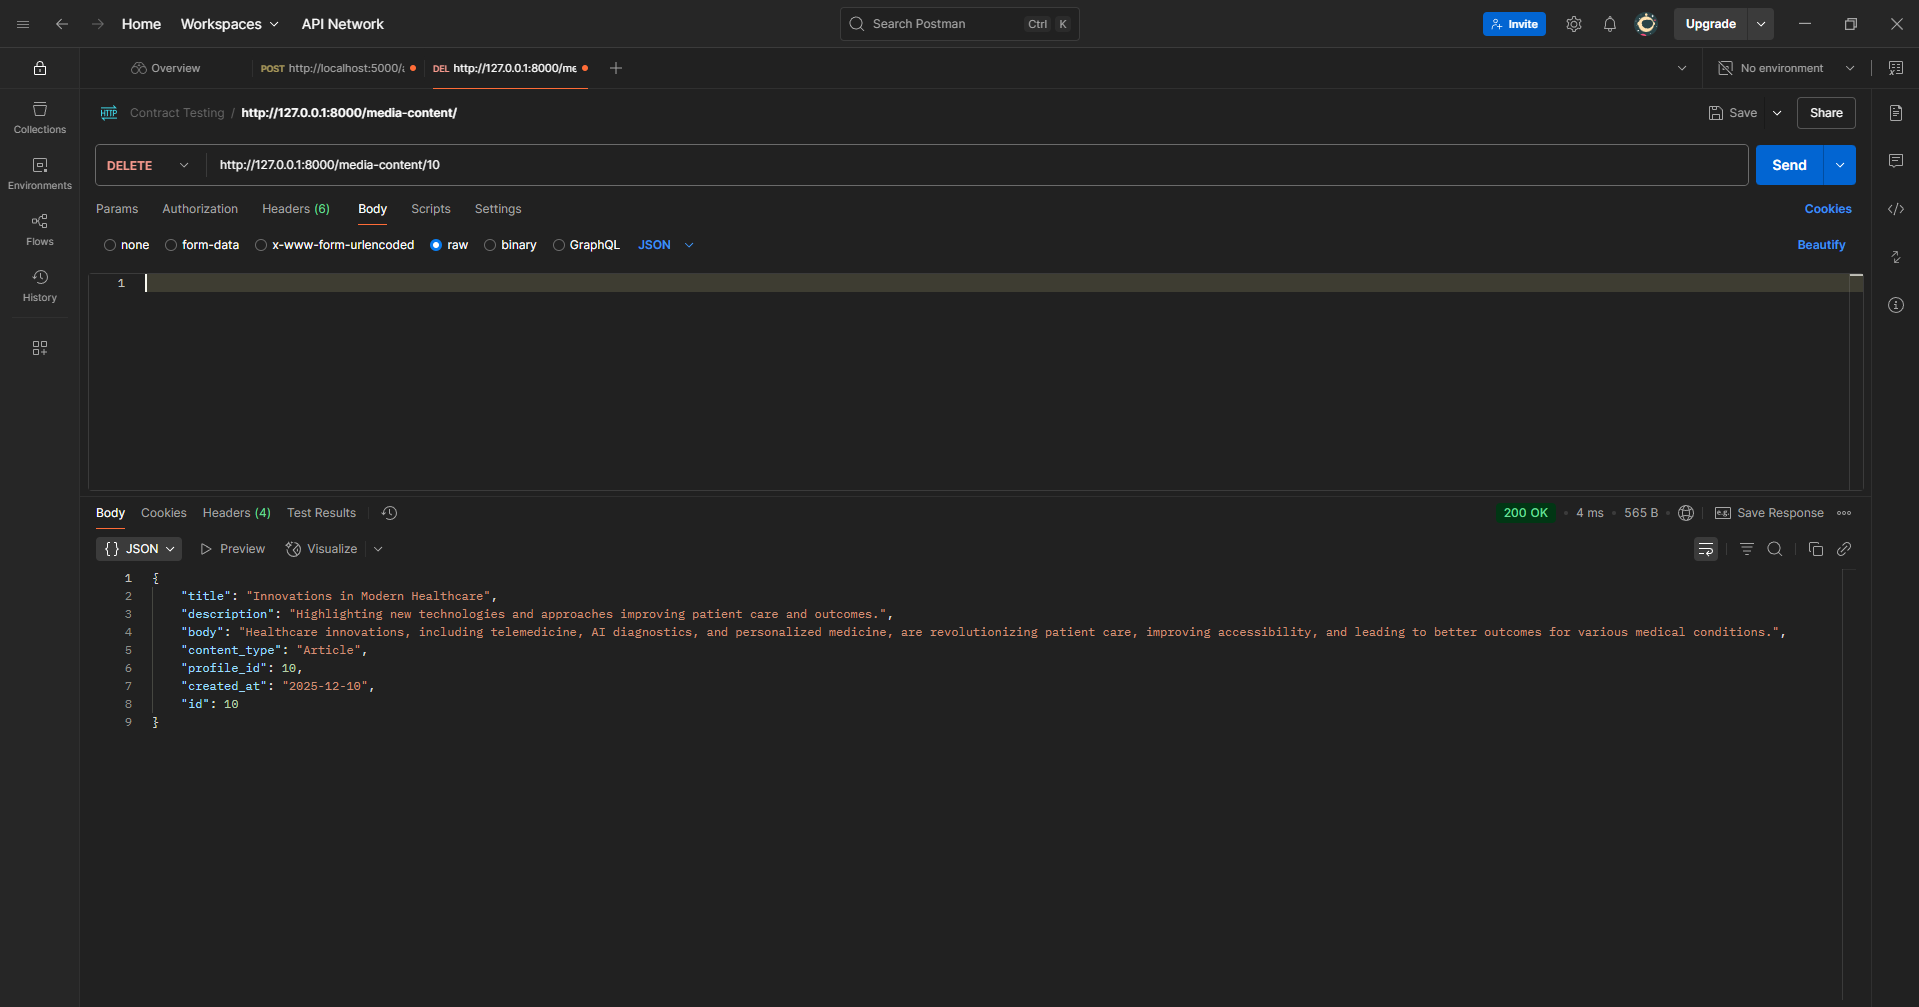 Home Workspaces API Network Search Postman Ctrl K Invite Upgrade
Overview POST http://localhost:5000/a DEL http://127.0.0.1:8000/me No environment
HTTP Contract Testing / http://127.0.0.1:8000/media-content/ Save Share
Collections
Environments
Flows
History
DELETE http://127.0.0.1:8000/media-content/10 Send
Params Authorization Headers (6) Body Scripts Settings Cookies
none form-data x-www-form-urlencoded raw binary GraphQL JSON Beautify
1
Body Cookies Headers (4) Test Results 200 OK • 4 ms • 565 B • e.g. Save Response
{} JSON Preview Visualize
1 {
2 "title": "Innovations in Modern Healthcare",
3 "description": "Highlighting new technologies and approaches improving patient care and outcomes.",
4 "body": "Healthcare innovations, including telemedicine, AI diagnostics, and personalized medicine, are revolutionizing patient care, improving accessibility, and leading to better outcomes for various medical conditions.",
5 "content_type": "Article",
6 "profile_id": 10,
7 "created_at": "2025-12-10",
8 "id": 10
9 }